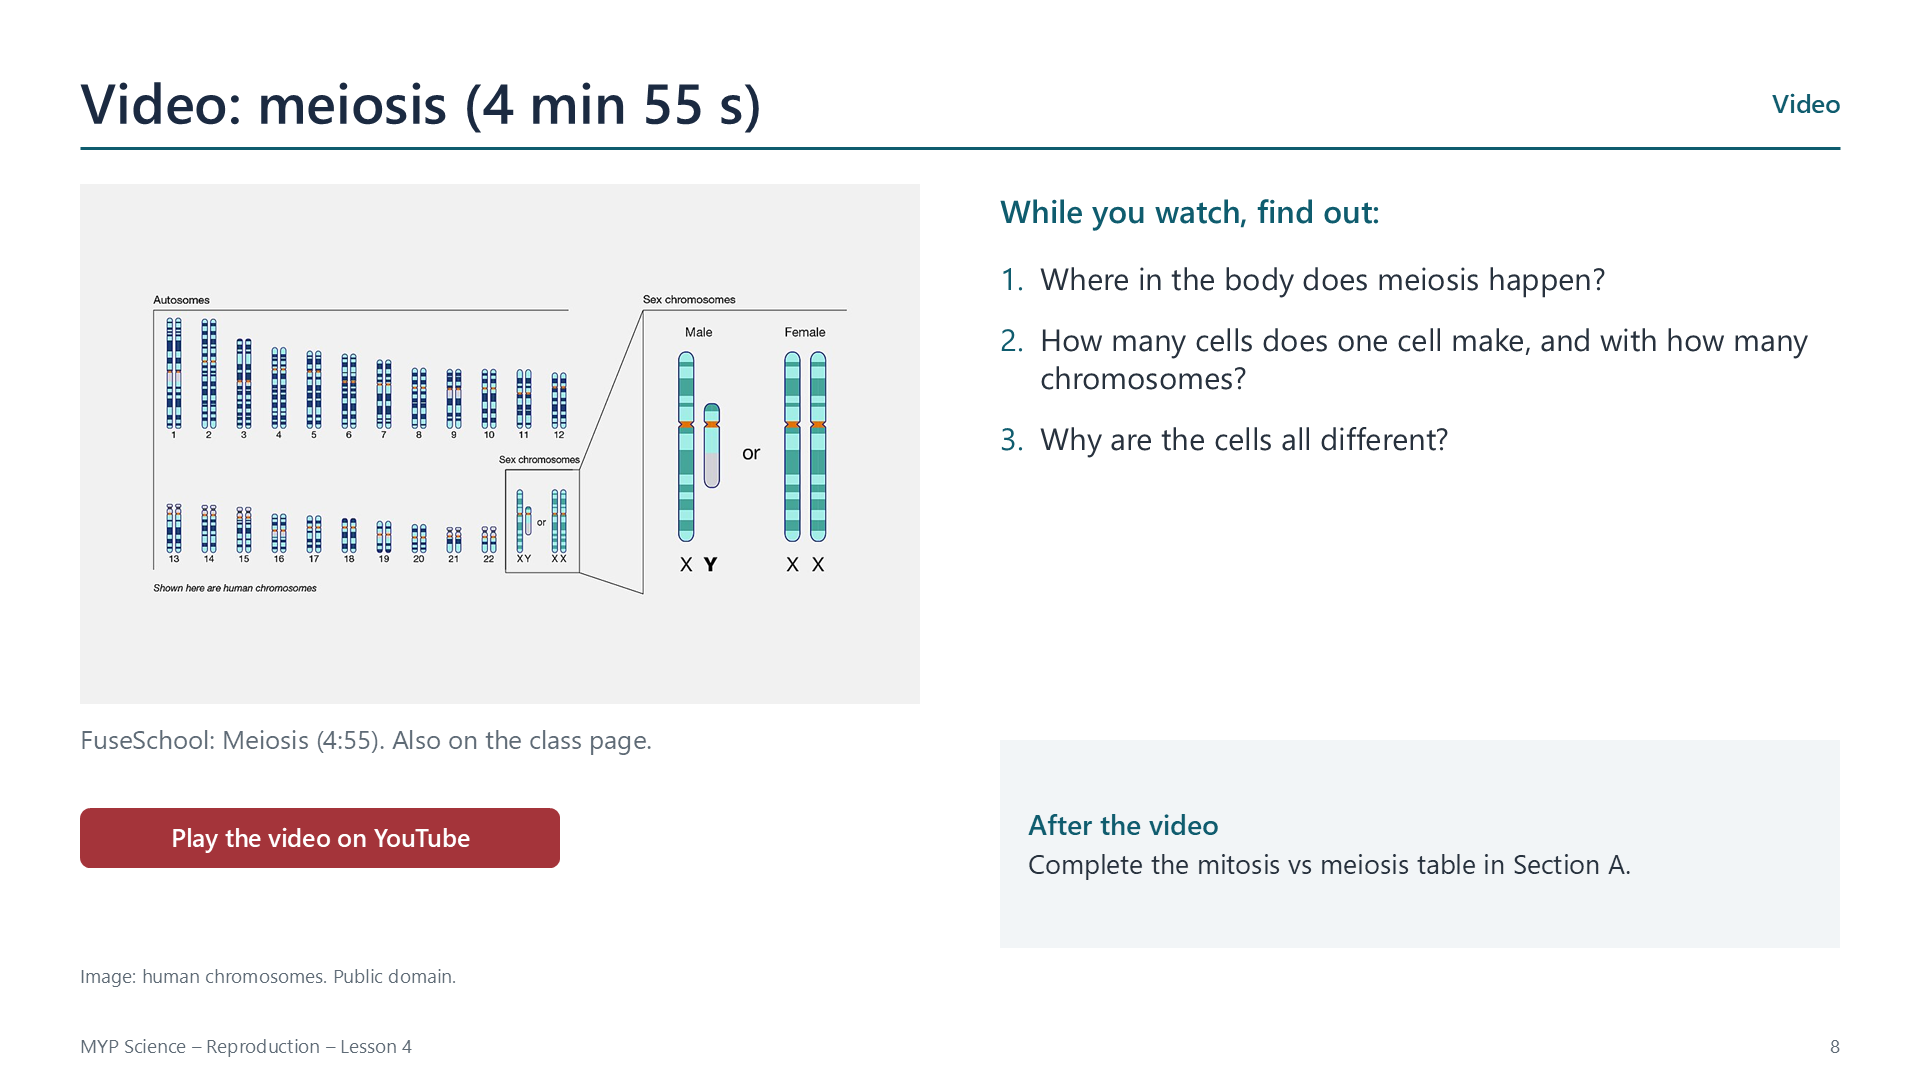 Video: meiosis (4 min 55 s)
Video
Autosomes
1 2 3 4 5 6 7 8 9 10 11 12
Sex chromosomes
or
13 14 15 16 17 18 19 20 21 22 X Y X X
Shown here are human chromosomes
Sex chromosomes
Male Female
or
X Y X X
FuseSchool: Meiosis (4:55). Also on the class page.
Play the video on YouTube
Image: human chromosomes. Public domain.
While you watch, find out:
1. Where in the body does meiosis happen?
2. How many cells does one cell make, and with how many
chromosomes?
3. Why are the cells all different?
After the video
Complete the mitosis vs meiosis table in Section A.
MYP Science – Reproduction – Lesson 4
8